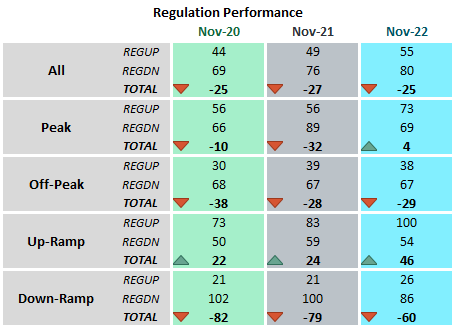 Regulation Performance
Nov-20 Nov-21 Nov-22
All REGUP 44 49 55
REGDN 69 76 80
TOTAL -25 -27 -25
Peak REGUP 56 56 73
REGDN 66 89 69
TOTAL -10 -32 4
Off-Peak REGUP 30 39 38
REGDN 68 67 67
TOTAL -38 -28 -29
Up-Ramp REGUP 73 83 100
REGDN 50 59 54
TOTAL 22 24 46
Down-Ramp REGUP 21 21 26
REGDN 102 100 86
TOTAL -82 -79 -60